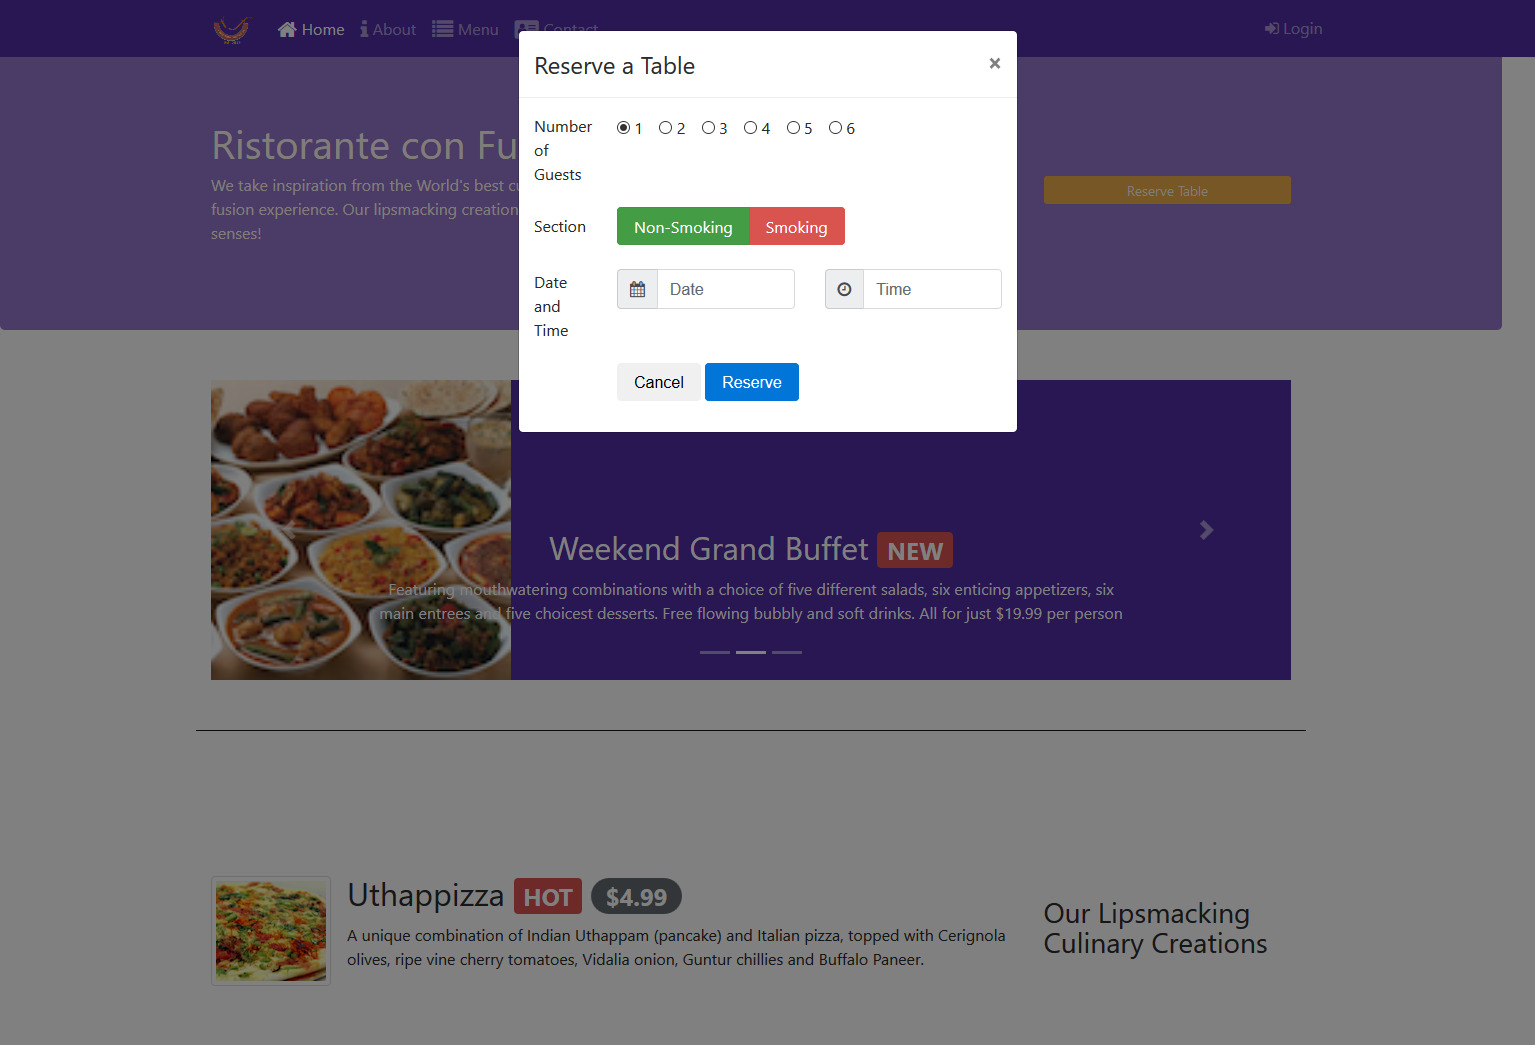 Home About Menu Contact Login
Reserve a Table ×
Ristorante con Fu
We take inspiration from the World's best cu
fusion experience. Our lipsmacking creation
senses!
Reserve Table
Number
of
Guests
1 2 3 4 5 6
Section
Non-Smoking Smoking
Date
and
Time
Date Time
Cancel Reserve
Weekend Grand Buffet NEW
Featuring mouthwatering combinations with a choice of five different salads, six enticing appetizers, six
main entrees and five choicest desserts. Free flowing bubbly and soft drinks. All for just $19.99 per person
Uthappizza HOT $4.99
A unique combination of Indian Uthappam (pancake) and Italian pizza, topped with Cerignola
olives, ripe vine cherry tomatoes, Vidalia onion, Guntur chillies and Buffalo Paneer.
Our Lipsmacking
Culinary Creations